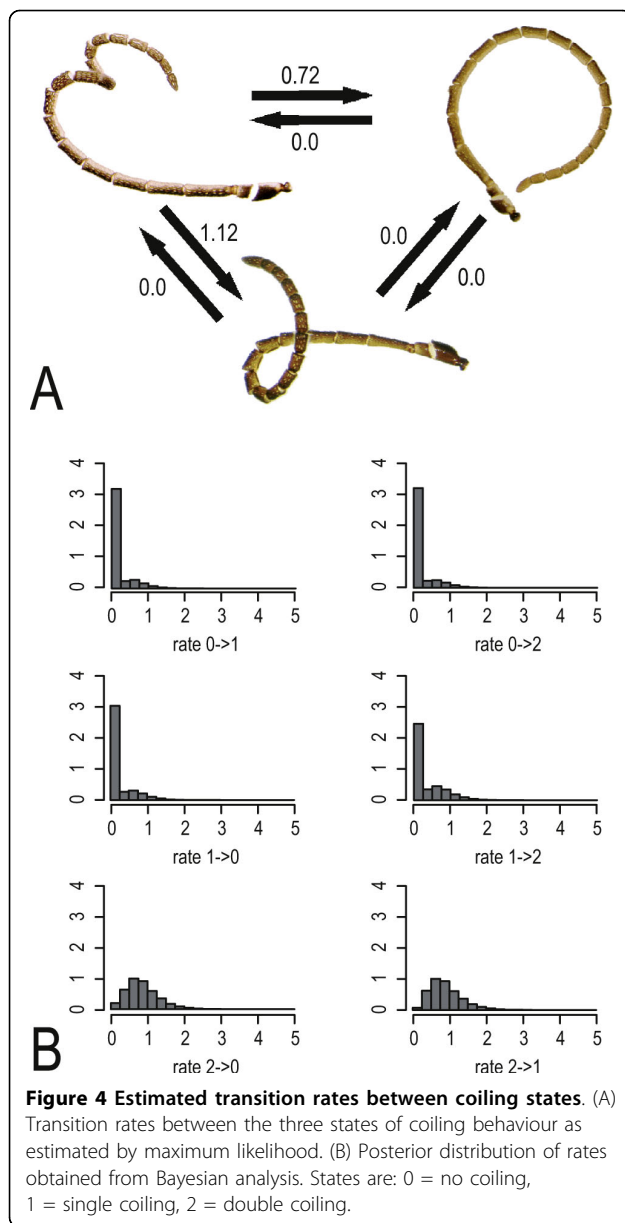 0.72
0.0
1.12
0.0
0.0
0.0
A
4
3
2
1
0
0 1 2 3 4 5
rate 0->1
4
3
2
1
0
0 1 2 3 4 5
rate 0->2
4
3
2
1
0
0 1 2 3 4 5
rate 1->0
4
3
2
1
0
0 1 2 3 4 5
rate 1->2
4
3
2
1
0
0 1 2 3 4 5
rate 2->0
4
3
2
1
0
0 1 2 3 4 5
rate 2->1
B
Figure 4 Estimated transition rates between coiling states. (A)
Transition rates between the three states of coiling behaviour as
estimated by maximum likelihood. (B) Posterior distribution of rates
obtained from Bayesian analysis. States are: 0 = no coiling,
1 = single coiling, 2 = double coiling.